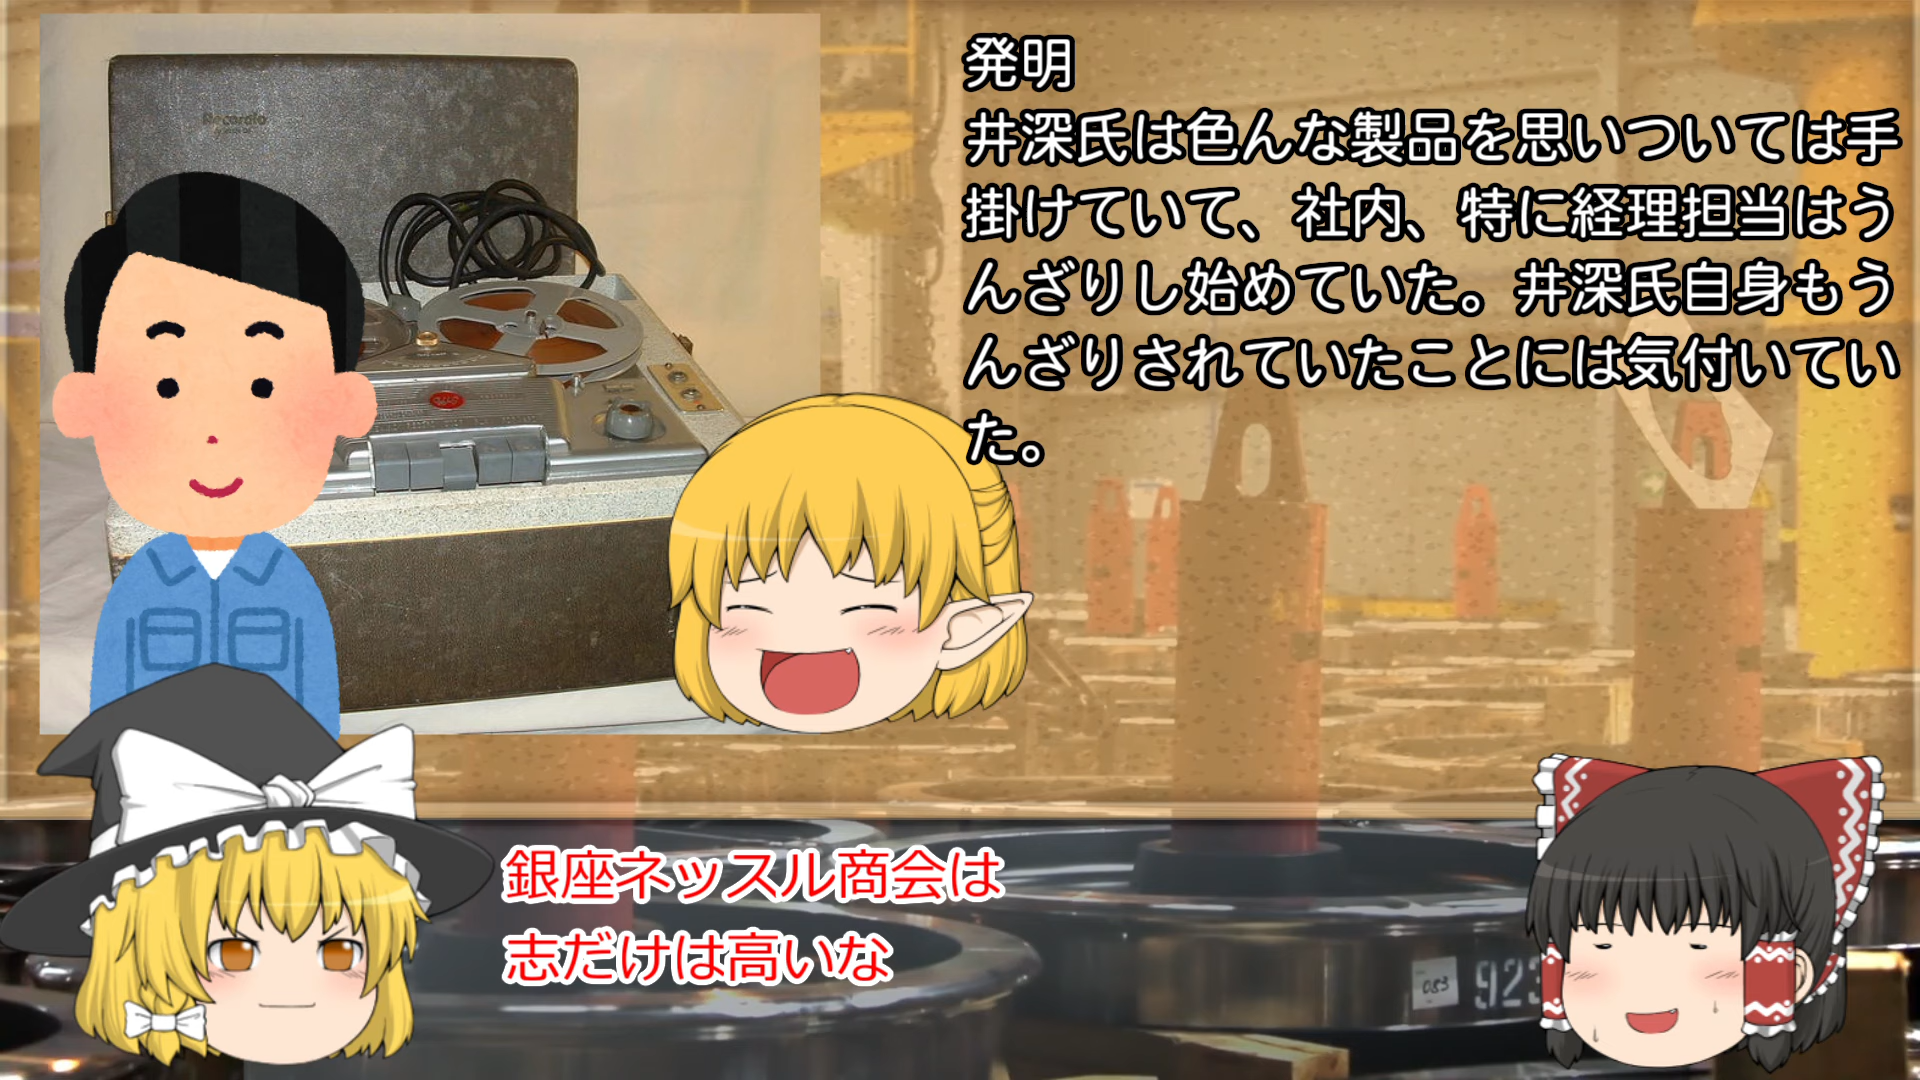 発明
井深氏は色んな製品を思いついては手
掛けていて、社内、特に経理担当はう
んざりし始めていた。井深氏自身もう
んざりされていたことには気付いてい
た。
銀座ネッスル商会は
志だけは高いな
083
923